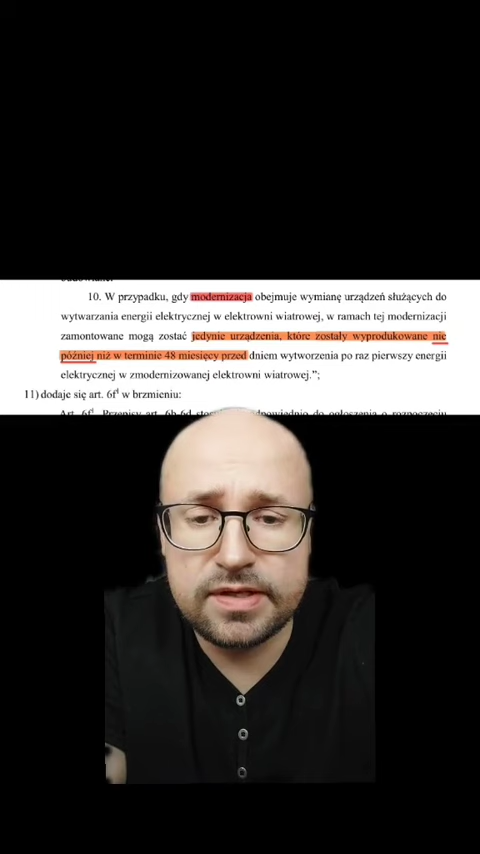 10. W przypadku, gdy modernizacja obejmuje wymianę urządzeń służących do
wytwarzania energii elektrycznej w elektrowni wiatrowej, w ramach tej modernizacji
zamontowane mogą zostać jedynie urządzenia, które zostały wyprodukowane nie
później niż w terminie 48 miesięcy przed dniem wytworzenia po raz pierwszy energii
elektrycznej w zmodernizowanej elektrowni wiatrowej.”;
11) dodaje się art. 6f¹ w brzmieniu: